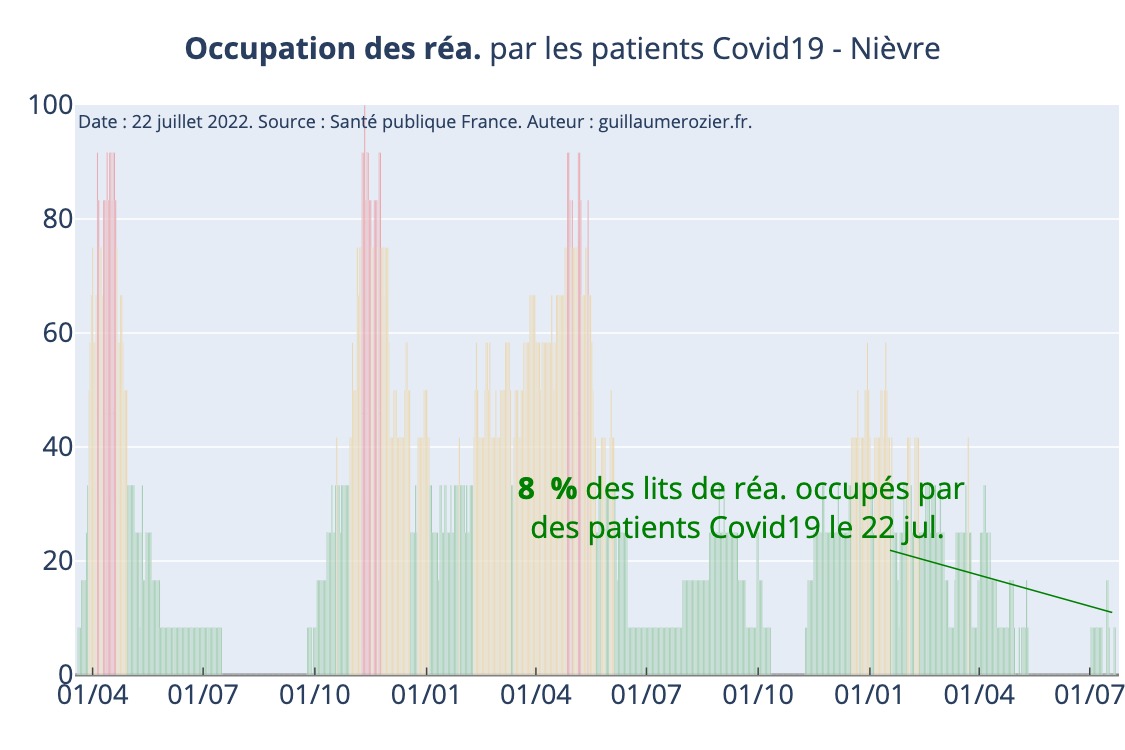 Occupation des réa. par les patients Covid19 - Nièvre
100
Date : 22 juillet 2022. Source : Santé publique France. Auteur : guillaumerozier.fr.
80
60
40
8 % des lits de réa. occupés par
des patients Covid19 le 22 jul.
20
0
01/04 01/07 01/10 01/01 01/04 01/07 01/10 01/01 01/04 01/07